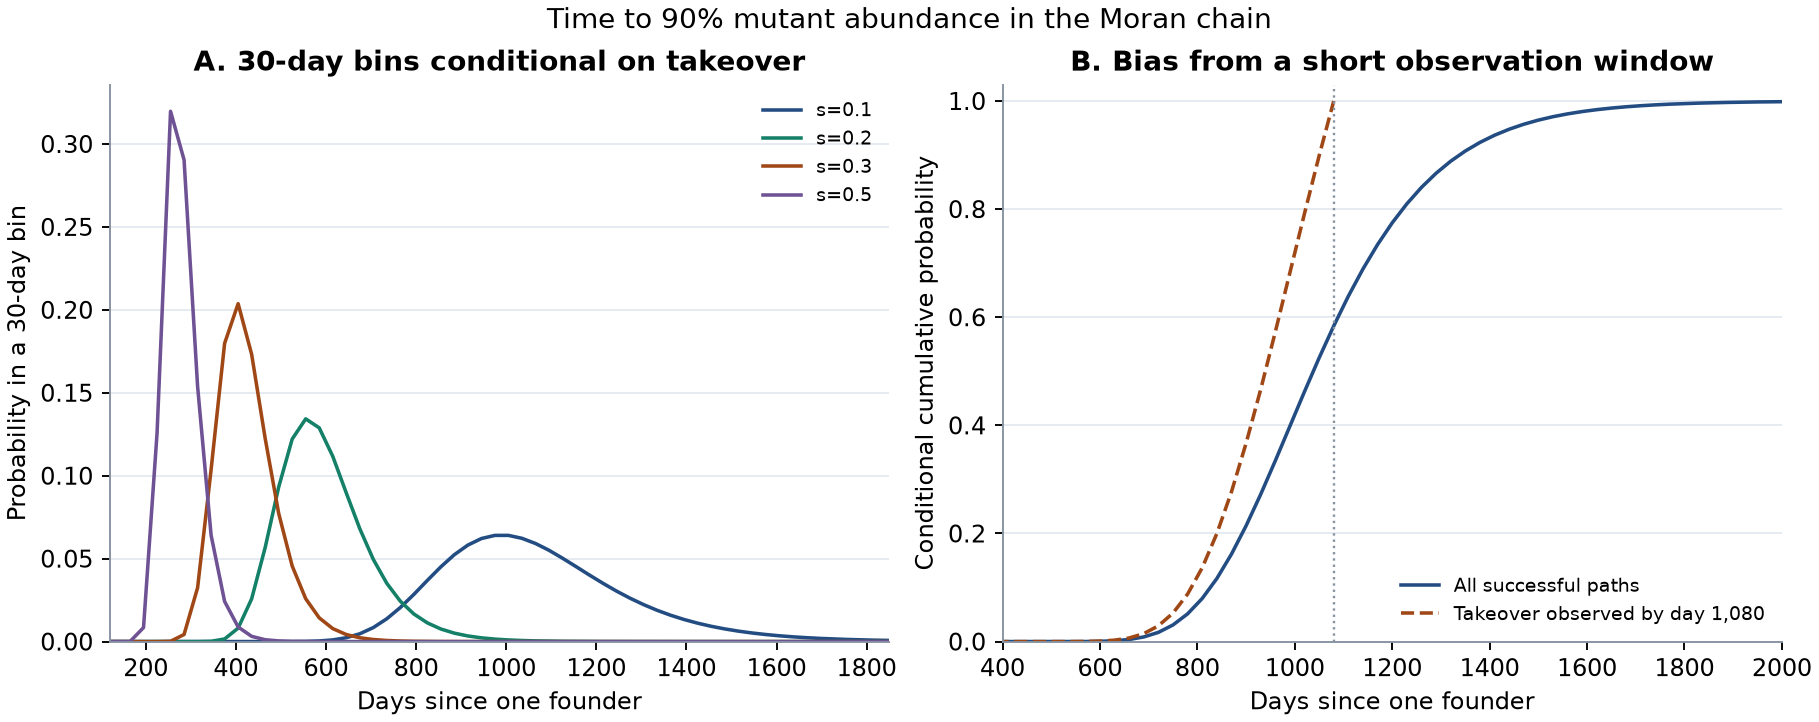 Time to 90% mutant abundance in the Moran chain
A. 30-day bins conditional on takeover
Probability in a 30-day bin
0.30
0.25
0.20
0.15
0.10
0.05
0.00
s=0.1
s=0.2
s=0.3
s=0.5
200 400 600 800 1000 1200 1400 1600 1800
Days since one founder
B. Bias from a short observation window
Conditional cumulative probability
1.0
0.8
0.6
0.4
0.2
0.0
All successful paths
Takeover observed by day 1,080
400 600 800 1000 1200 1400 1600 1800 2000
Days since one founder